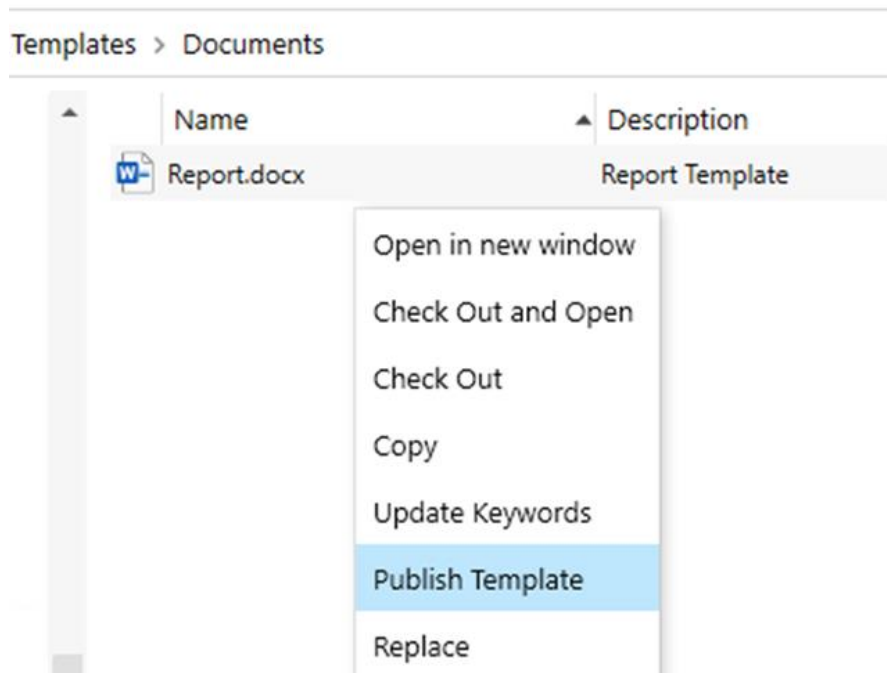 Templates > Documents
Name Description
Report.docx Report Template
Open in new window
Check Out and Open
Check Out
Copy
Update Keywords
Publish Template
Replace